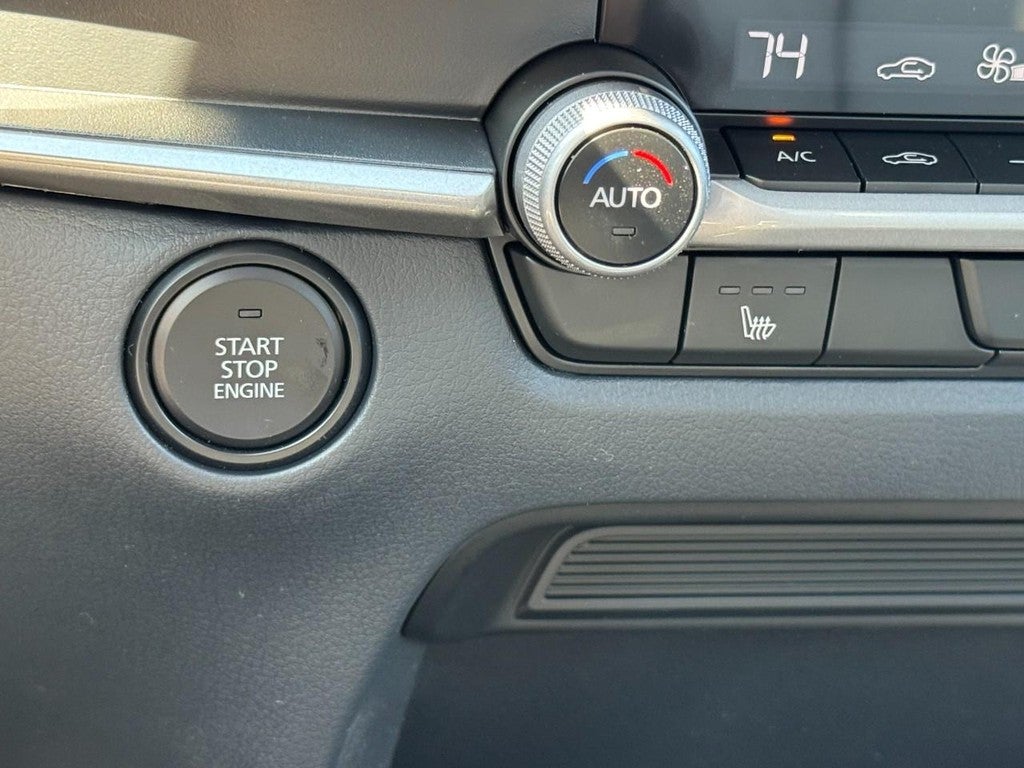 74
A/C
AUTO
START
STOP
ENGINE